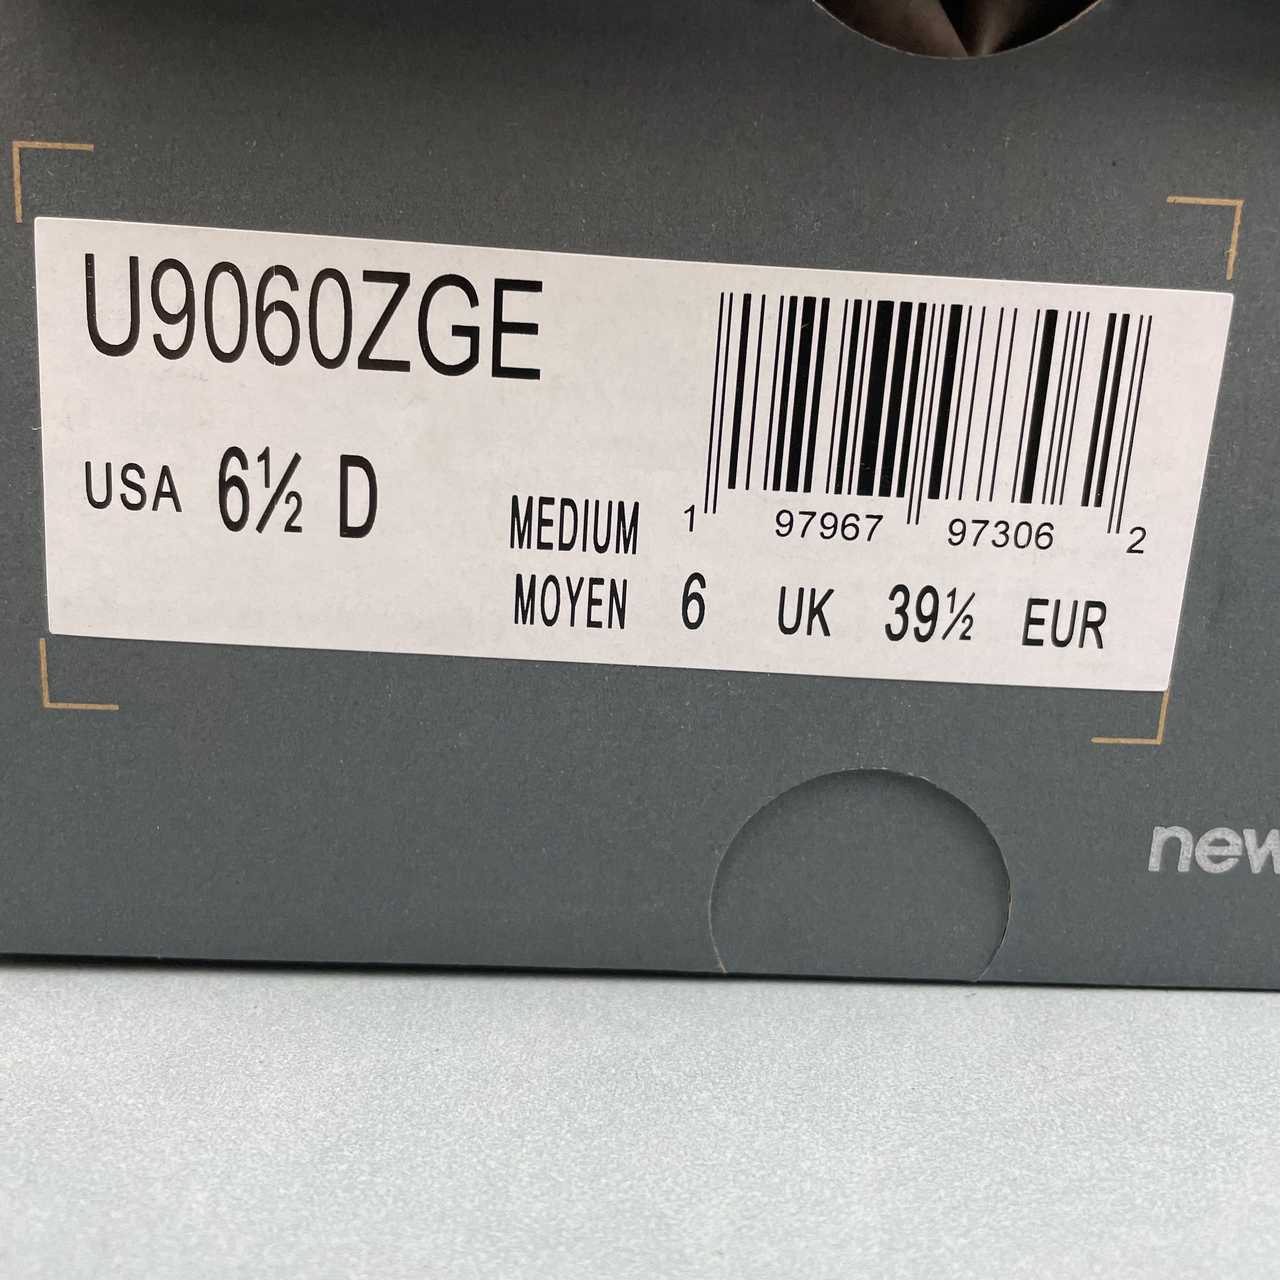 U9060ZGE
USA 6½ D
1 97967 97306 2
MEDIUM
MOYEN 6 UK 39½ EUR
new